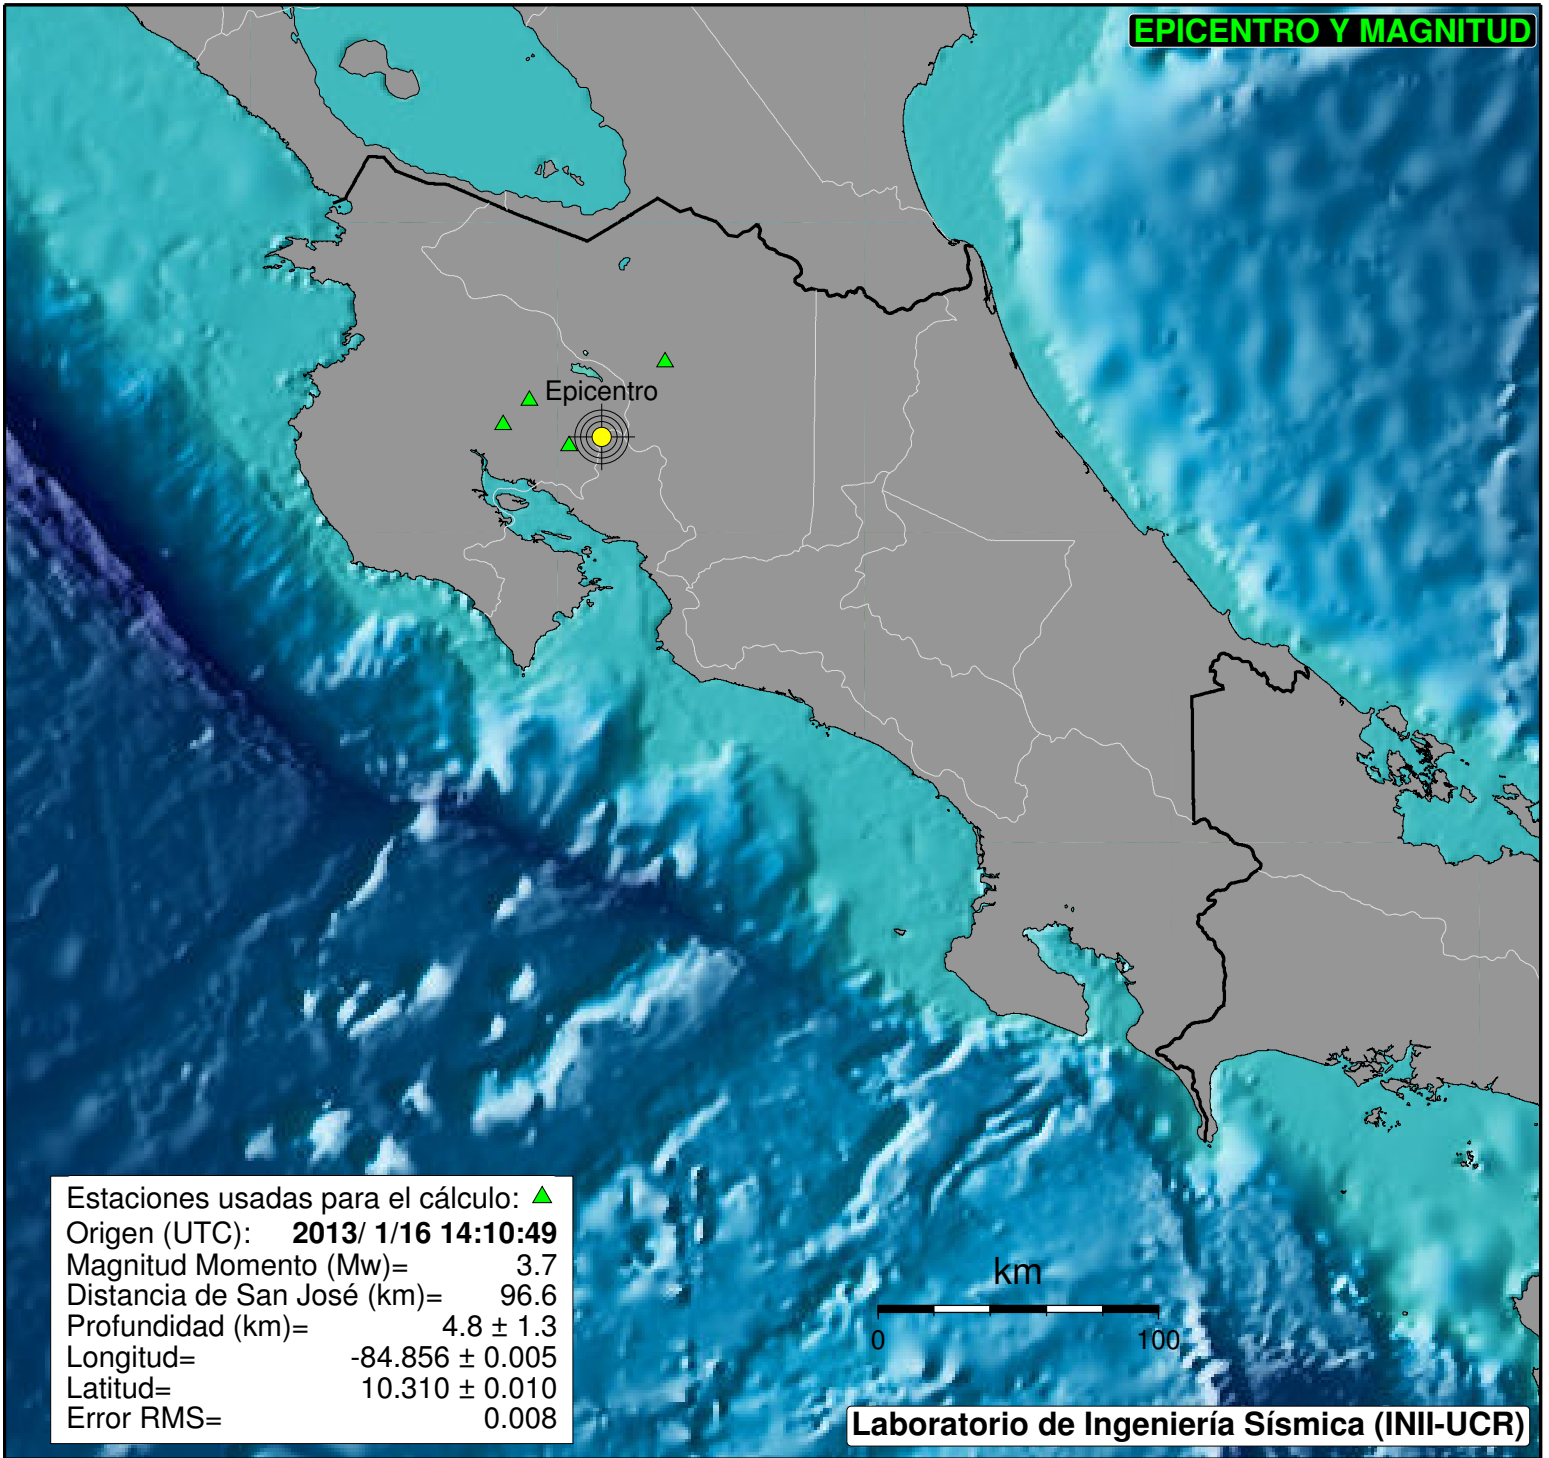 EPICENTRO Y MAGNITUD
Epicentro
Estaciones usadas para el cálculo:
Origen (UTC): 2013/ 1/16 14:10:49
Magnitud Momento (Mw)= 3.7
Distancia de San José (km)= 96.6
Profundidad (km)= 4.8 ± 1.3
Longitud= -84.856 ± 0.005
Latitud= 10.310 ± 0.010
Error RMS= 0.008
km
0 100
Laboratorio de Ingeniería Sísmica (INII-UCR)